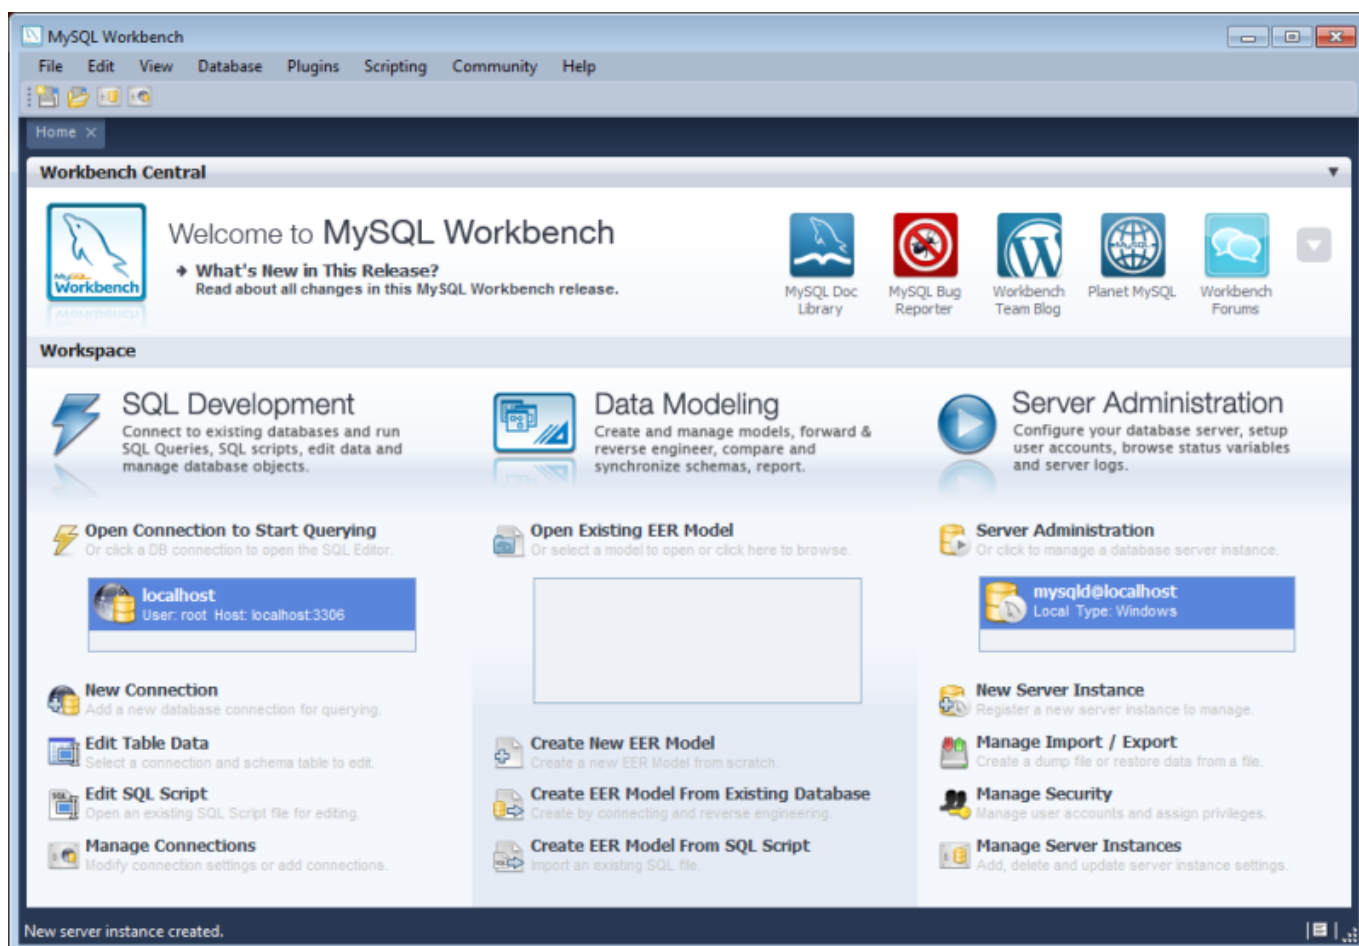 MySQL Workbench
File Edit View Database Plugins Scripting Community Help
Home
Workbench Central
MySQL
Workbench
Welcome to MySQL Workbench
What's New in This Release?
Read about all changes in this MySQL Workbench release.
MySQL Doc
Library
MySQL Bug
Reporter
Workbench
Team Blog
MySQL
Planet MySQL
Workbench
Forums
Workspace
SQL Development
Connect to existing databases and run
SQL Queries, SQL scripts, edit data and
manage database objects.
Open Connection to Start Querying
Or click a DB connection to open the SQL Editor.
localhost
User: root Host: localhost:3306
New Connection
Add a new database connection for querying.
Edit Table Data
Select a connection and schema table to edit.
SQL
Edit SQL Script
Open an existing SQL Script file for editing.
Manage Connections
Modify connection settings or add connections.
Data Modeling
Create and manage models, forward &
reverse engineer, compare and
synchronize schemas, report.
Open Existing EER Model
Or select a model to open or click here to browse.
Create New EER Model
Create a new EER Model from scratch.
Create EER Model From Existing Database
Create by connecting and reverse engineering.
Create EER Model From SQL Script
Import an existing SQL file.
Server Administration
Configure your database server, setup
user accounts, browse status variables
and server logs.
Server Administration
Or click to manage a database server instance.
mysqld@localhost
Local Type: Windows
New Server Instance
Register a new server instance to manage.
Manage Import / Export
Create a dump file or restore data from a file.
Manage Security
Manage user accounts and assign privileges.
Manage Server Instances
Add, delete and update server instance settings.
New server instance created.